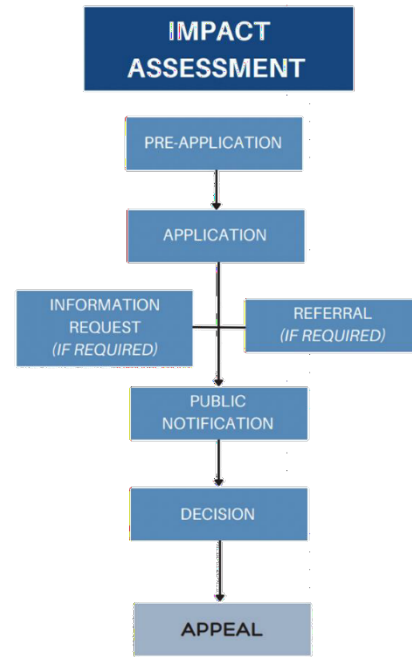 IMPACT
ASSESSMENT
PRE-APPLICATION
APPLICATION
INFORMATION
REQUEST
(IF REQUIRED)
REFERRAL
(IF REQUIRED)
PUBLIC
NOTIFICATION
DECISION
APPEAL